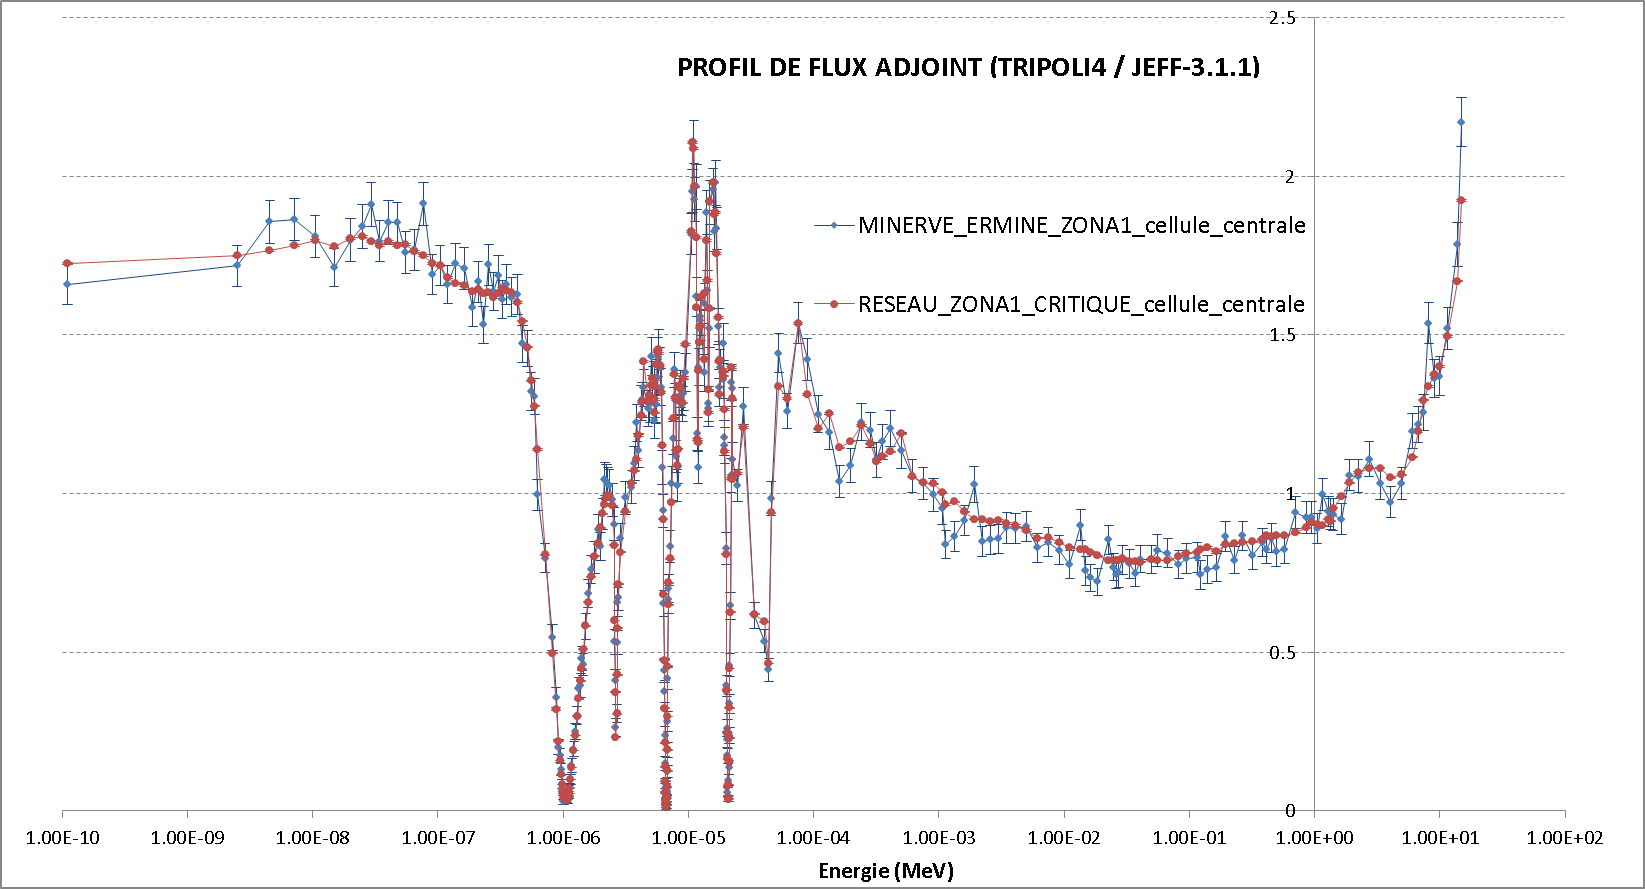 PROFIL DE FLUX ADJOINT (TRIPOLI4 / JEFF-3.1.1)
2.5
2
MINERVE_ERMINE_ZONA1_cellule_centrale
RESEAU_ZONA1_CRITIQUE_cellule_centrale
1.5
1
0.5
0
1.00E-10 1.00E-09 1.00E-08 1.00E-07 1.00E-06 1.00E-05 1.00E-04 1.00E-03 1.00E-02 1.00E-01 1.00E+00 1.00E+01 1.00E+02
Energie (MeV)